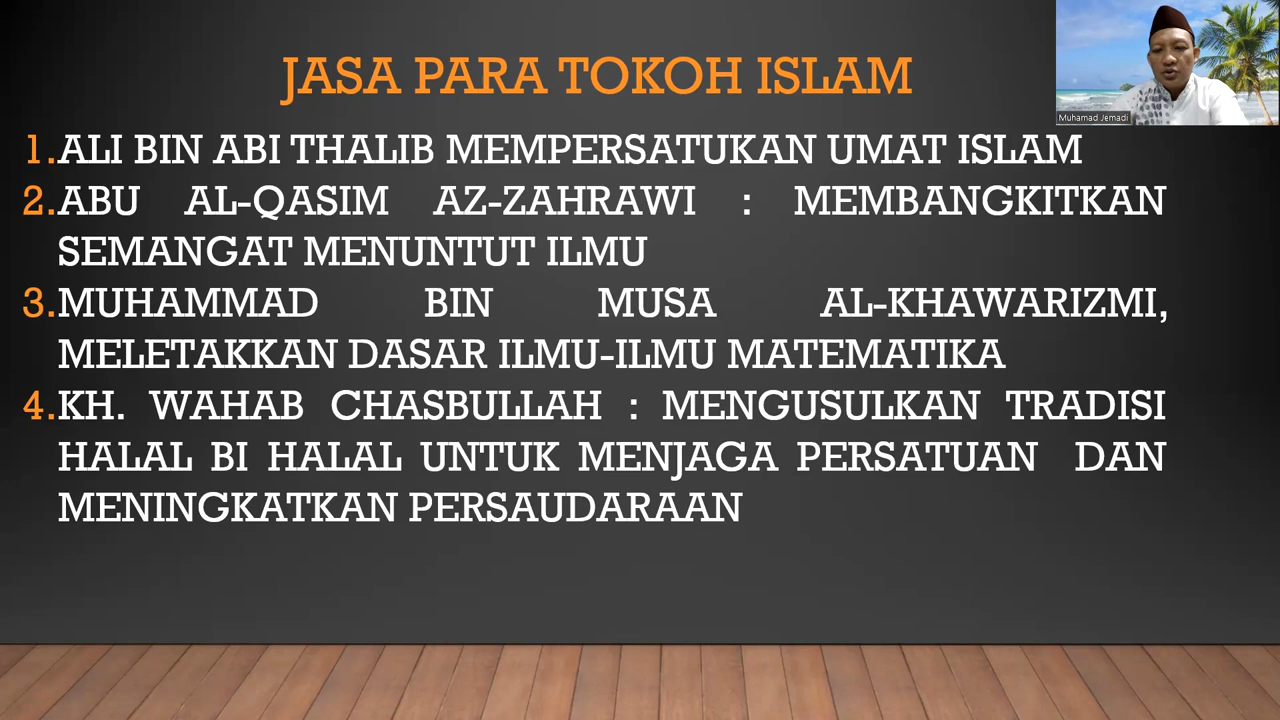 JASA PARA TOKOH ISLAM
Muhamad Jemadi
1.ALI BIN ABI THALIB MEMPERSATUKAN UMAT ISLAM
2.ABU AL-QASIM AZ-ZAHRAWI : MEMBANGKITKAN
SEMANGAT MENUNTUT ILMU
3.MUHAMMAD BIN MUSA AL-KHAWARIZMI,
MELETAKKAN DASAR ILMU-ILMU MATEMATIKA
4.KH. WAHAB CHASBULLAH : MENGUSULKAN TRADISI
HALAL BI HALAL UNTUK MENJAGA PERSATUAN DAN
MENINGKATKAN PERSAUDARAAN